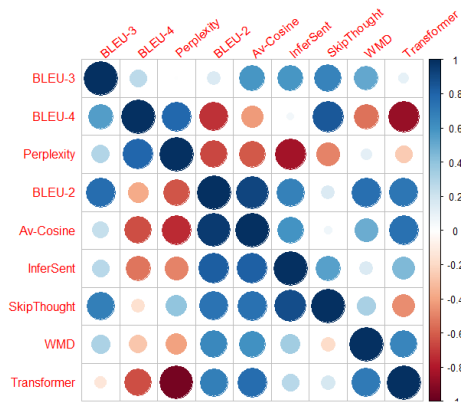 BLEU-3
BLEU-4
Perplexity
BLEU-2
Av-Cosine
InferSent
SkipThought
WMD
Transformer
BLEU-3
BLEU-4
Perplexity
BLEU-2
Av-Cosine
InferSent
SkipThought
WMD
Transformer
1
0.8
0.6
0.4
0.2
0
-0.2
-0.4
-0.6
-0.8
-1